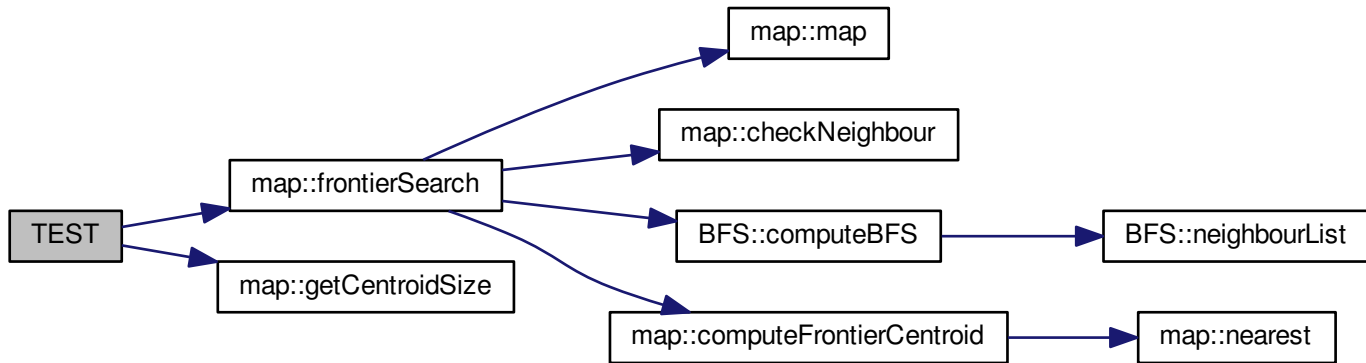 map::map
map::checkNeighbour
map::frontierSearch
TEST
BFS::computeBFS
BFS::neighbourList
map::getCentroidSize
map::computeFrontierCentroid
map::nearest